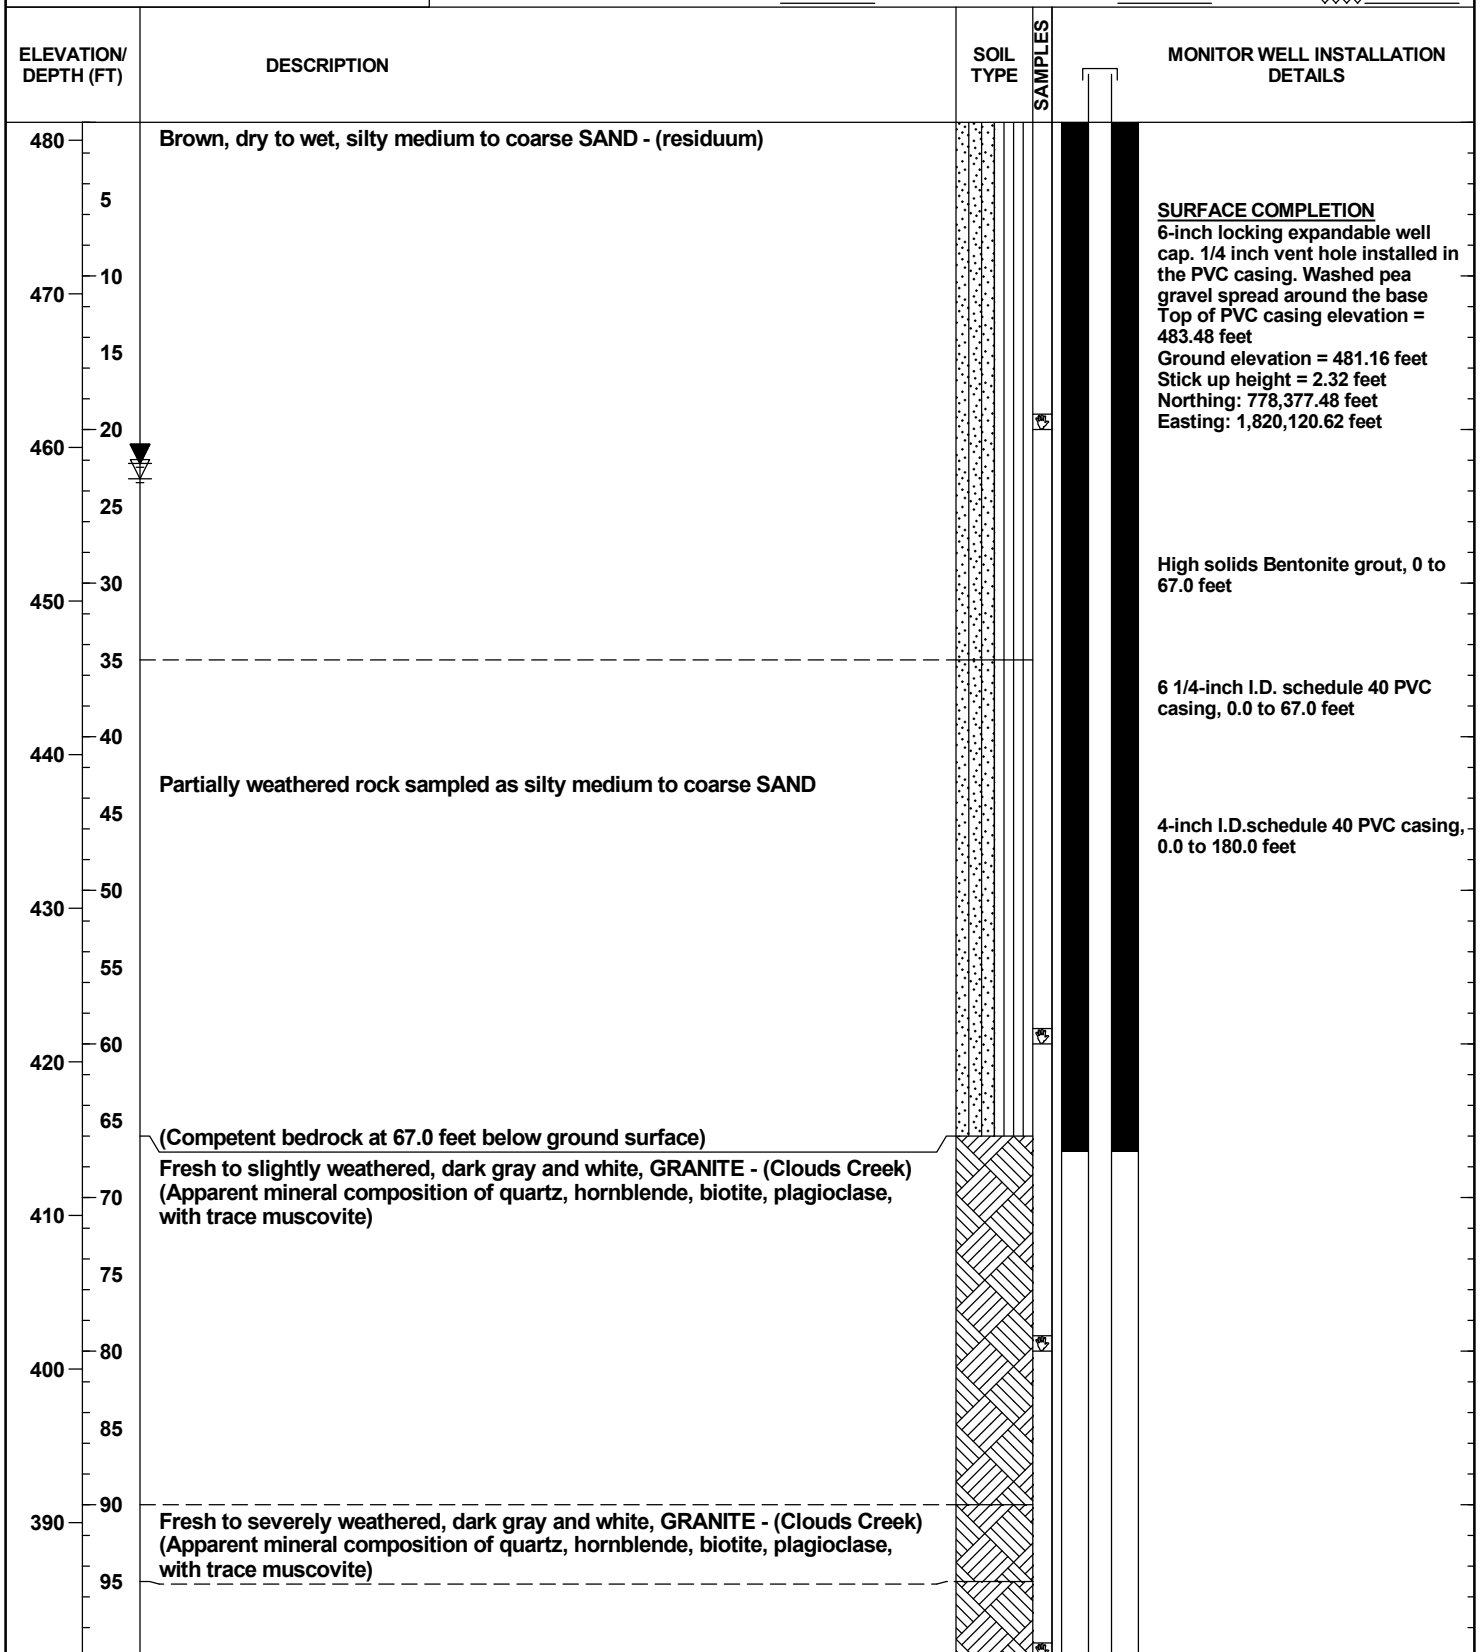 ELEVATION/
DEPTH (FT)
DESCRIPTION
SOIL
TYPE
SAMPLES
MONITOR WELL INSTALLATION
DETAILS
480
Brown, dry to wet, silty medium to coarse SAND - (residuum)
5
SURFACE COMPLETION
6-inch locking expandable well
cap. 1/4 inch vent hole installed in
the PVC casing. Washed pea
gravel spread around the base
Top of PVC casing elevation =
483.48 feet
Ground elevation = 481.16 feet
Stick up height = 2.32 feet
Northing: 778,377.48 feet
Easting: 1,820,120.62 feet
10
470
15
20
460
25
High solids Bentonite grout, 0 to
67.0 feet
30
450
35
6 1/4-inch I.D. schedule 40 PVC
casing, 0.0 to 67.0 feet
40
440
Partially weathered rock sampled as silty medium to coarse SAND
45
4-inch I.D.schedule 40 PVC casing,
0.0 to 180.0 feet
50
430
55
60
420
65
(Competent bedrock at 67.0 feet below ground surface)
Fresh to slightly weathered, dark gray and white, GRANITE - (Clouds Creek)
(Apparent mineral composition of quartz, hornblende, biotite, plagioclase,
with trace muscovite)
70
410
75
80
400
85
90
390
Fresh to severely weathered, dark gray and white, GRANITE - (Clouds Creek)
(Apparent mineral composition of quartz, hornblende, biotite, plagioclase,
with trace muscovite)
95